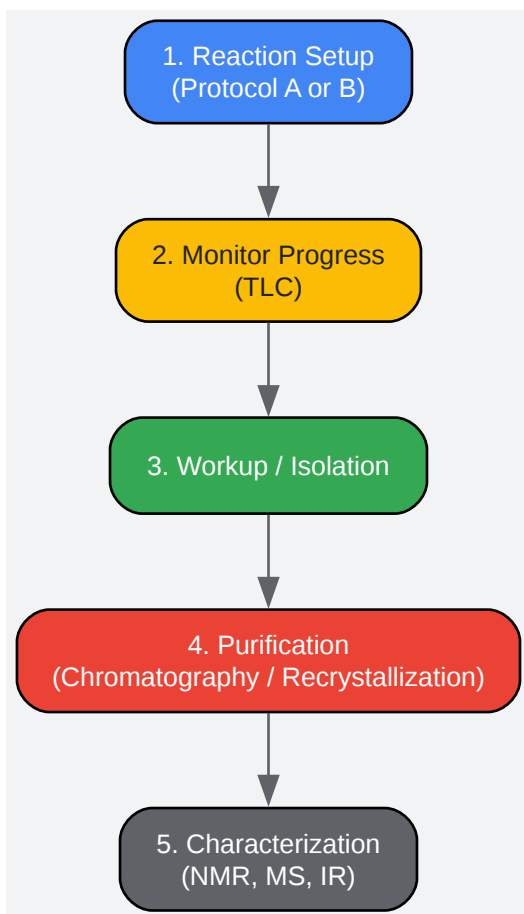 1. Reaction Setup
(Protocol A or B)
2. Monitor Progress
(TLC)
3. Workup / Isolation
4. Purification
(Chromatography / Recrystallization)
5. Characterization
(NMR, MS, IR)